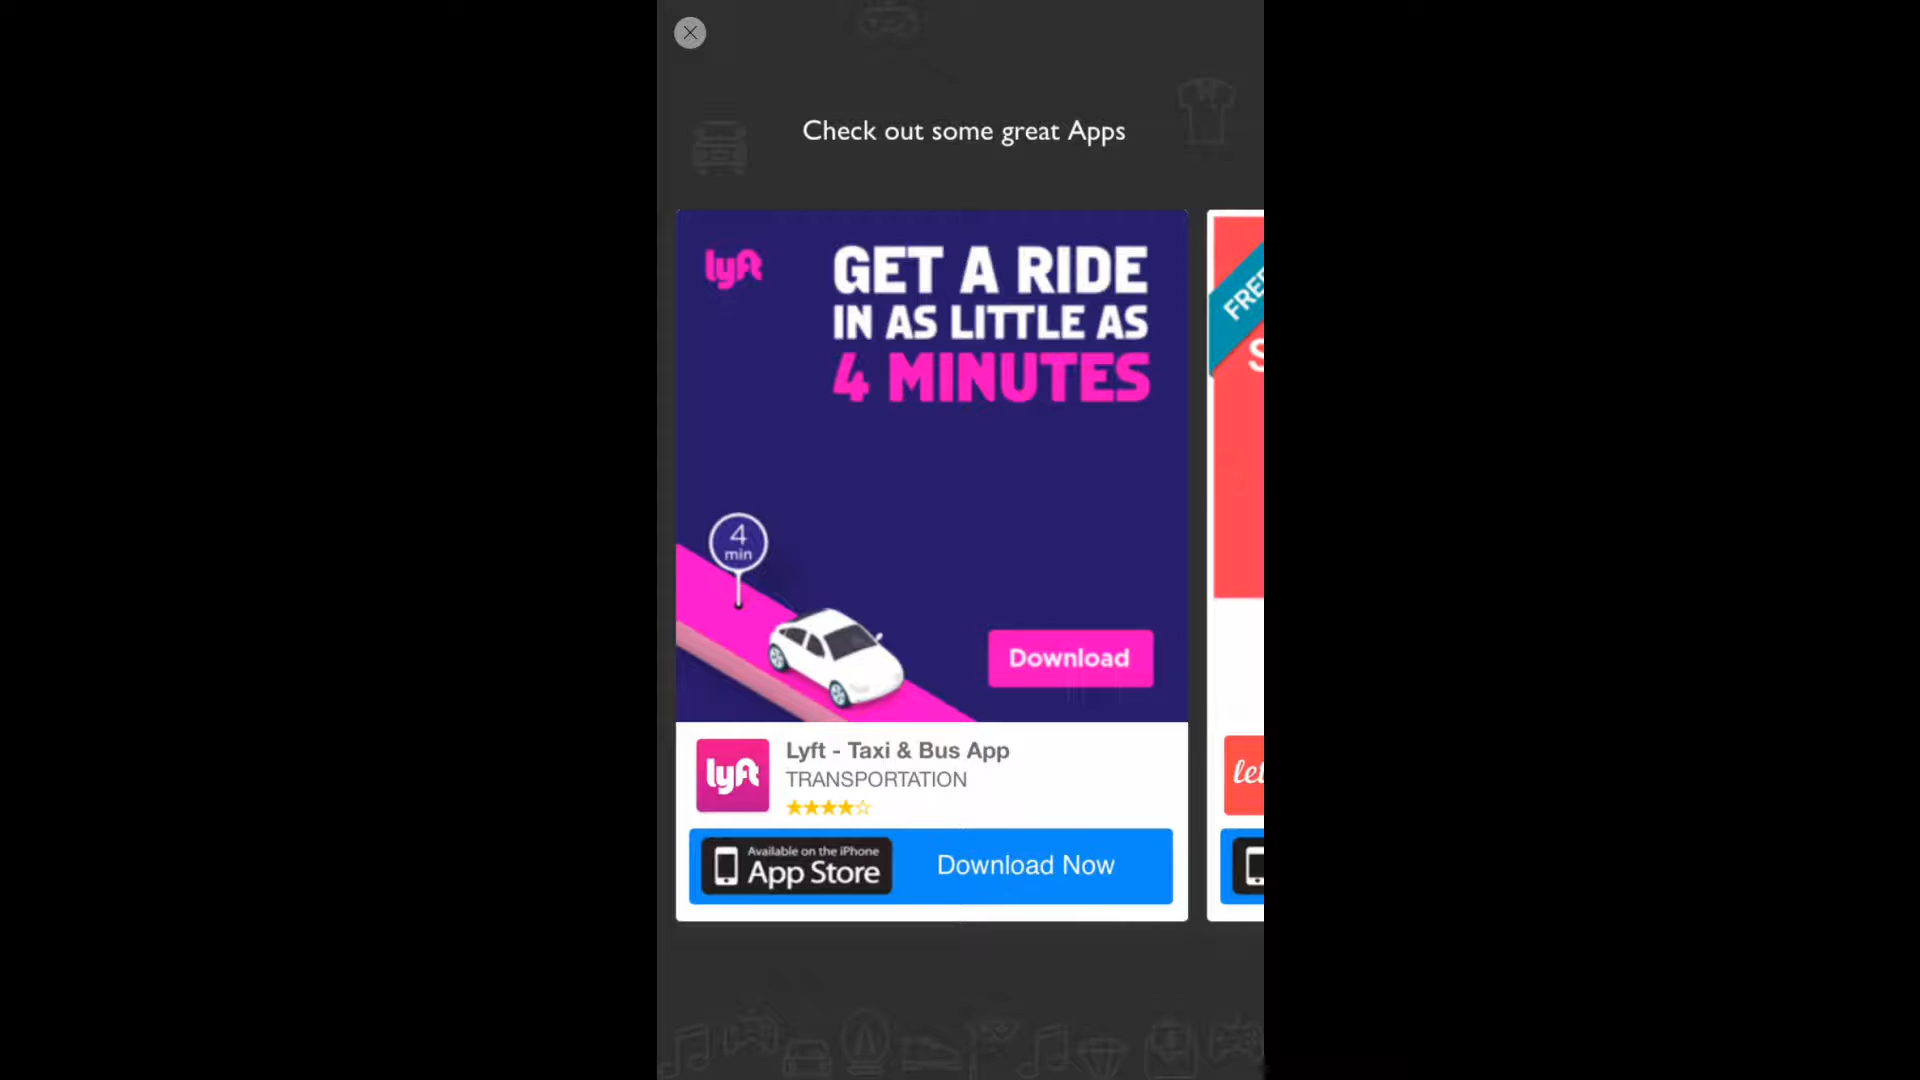 Check out some great Apps
lyft
GET A RIDE
IN AS LITTLE AS
4 MINUTES
4
min
Download
lyft
Lyft - Taxi & Bus App
TRANSPORTATION
Available on the iPhone
App Store
Download Now
FREE